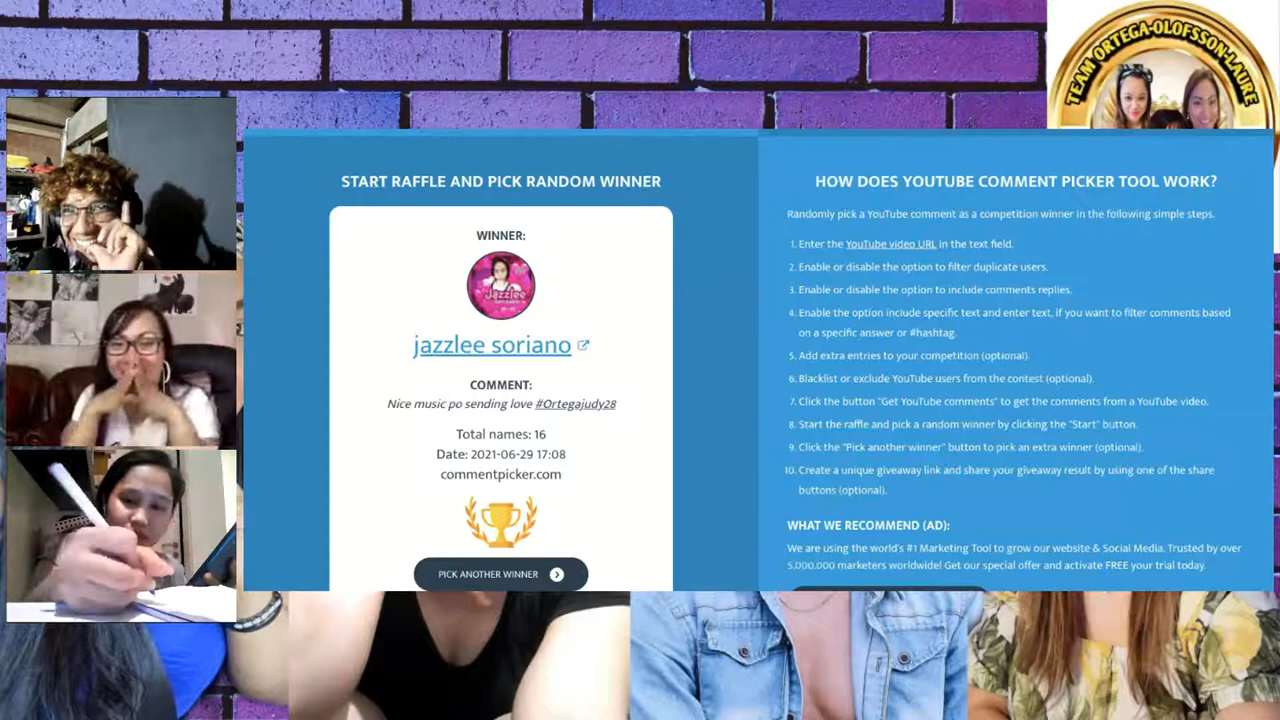 TEAM ORTEGA-OLOFSSON-LAURE
START RAFFLE AND PICK RANDOM WINNER
WINNER:
Jazzlee
jazzlee soriano
COMMENT:
Nice music po sending love #Ortegajudy28
Total names: 16
Date: 2021-06-29 17:08
commentpicker.com
PICK ANOTHER WINNER
HOW DOES YOUTUBE COMMENT PICKER TOOL WORK?
Randomly pick a YouTube comment as a competition winner in the following simple steps.
1. Enter the YouTube video URL in the text field.
2. Enable or disable the option to filter duplicate users.
3. Enable or disable the option to include comments replies.
4. Enable the option include specific text and enter text, if you want to filter comments based
on a specific answer or #hashtag.
5. Add extra entries to your competition (optional).
6. Blacklist or exclude YouTube users from the contest (optional).
7. Click the button "Get YouTube comments" to get the comments from a YouTube video.
8. Start the raffle and pick a random winner by clicking the "Start" button.
9. Click the "Pick another winner" button to pick an extra winner (optional).
10. Create a unique giveaway link and share your giveaway result by using one of the share
buttons (optional).
WHAT WE RECOMMEND (AD):
We are using the world's #1 Marketing Tool to grow our website & Social Media. Trusted by over
5.000.000 marketers worldwide! Get our special offer and activate FREE your trial today.